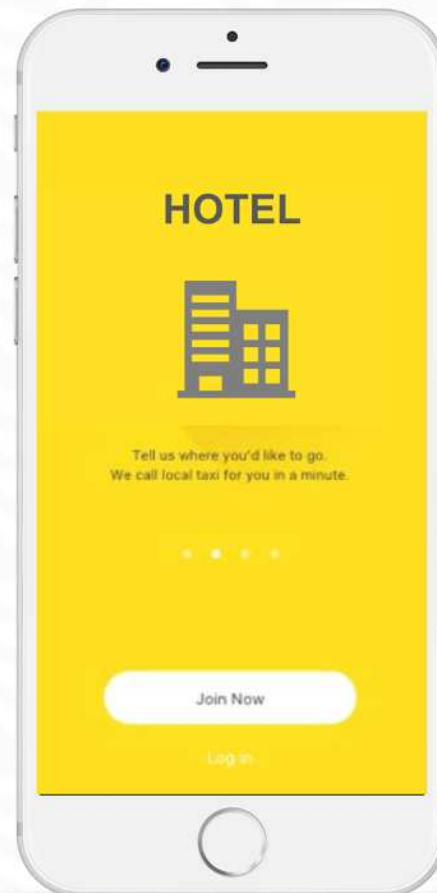 HOTEL
Tell us where you'd like to go.
We call local taxi for you in a minute.
Join Now
Log in